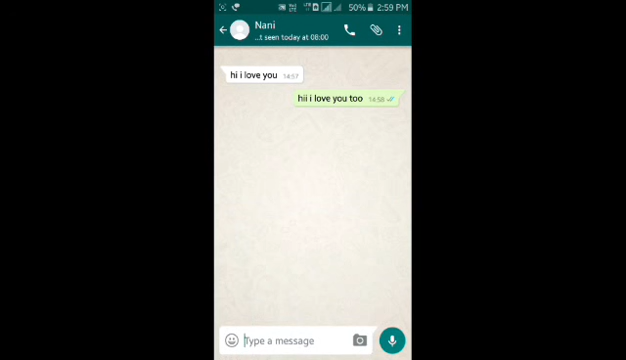 50% 2:59 PM
Nani
...t seen today at 08:00
hi i love you 14:57
hii i love you too 14:58
Type a message